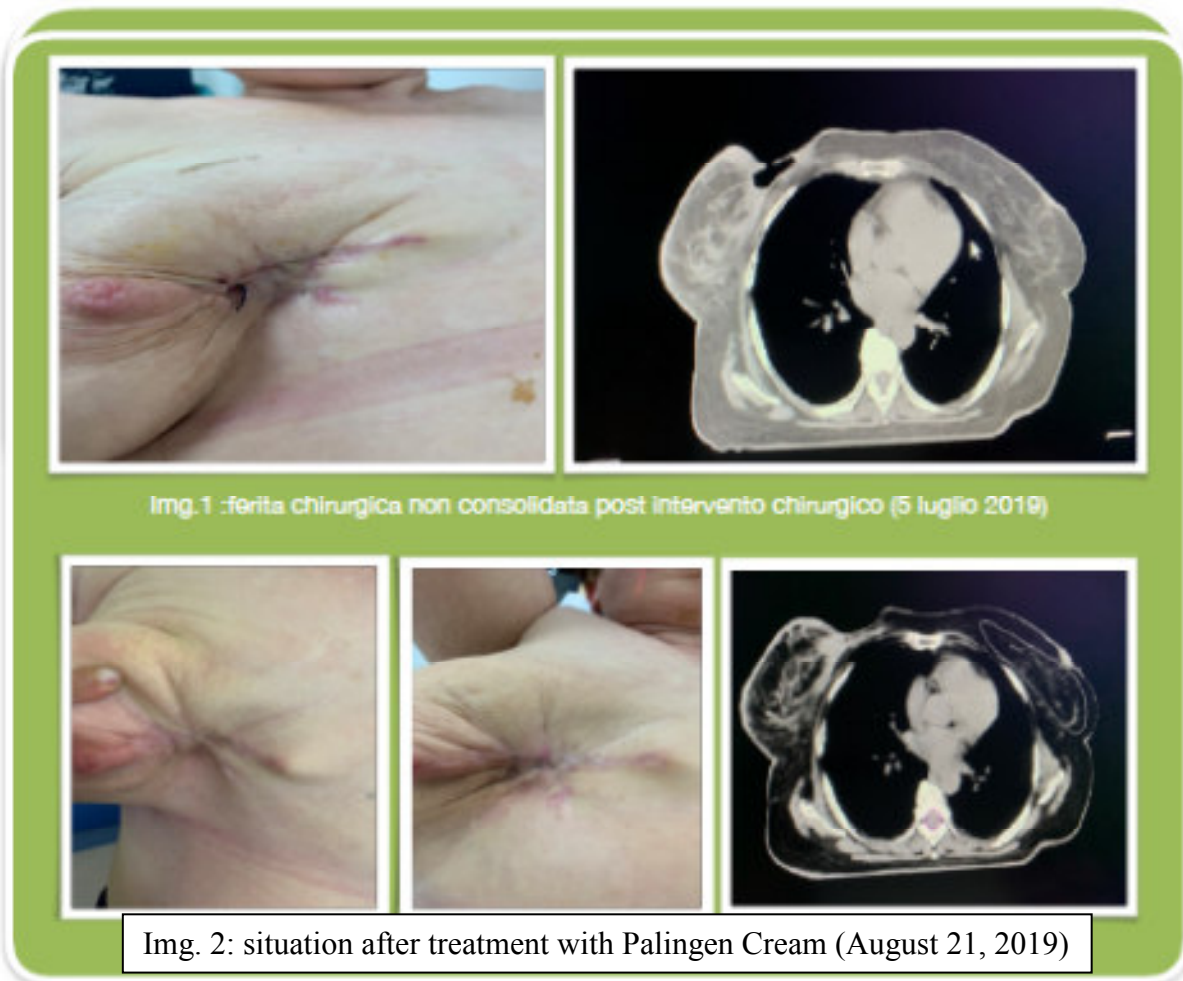 Img.1 :ferita chirurgica non consolidata post intervento chirurgico (5 luglio 2019)
Img. 2: situation after treatment with Palingen Cream (August 21, 2019)